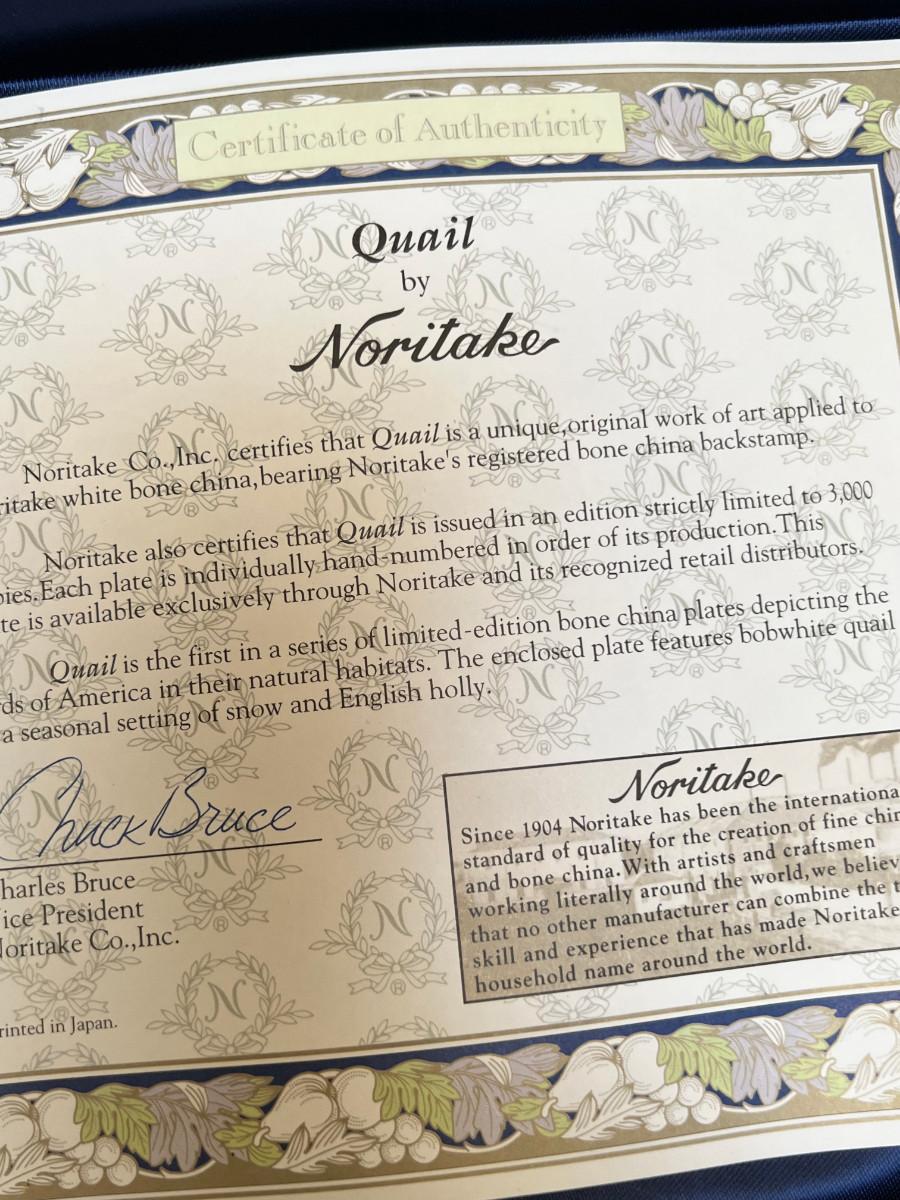 Certificate of Authenticity
Quail
by
Noritake
Noritake Co.,Inc. certifies that Quail is a unique,original work of art applied to
ritake white bone china,bearing Noritake's registered bone china backstamp.
Noritake also certifies that Quail is issued in an edition strictly limited to 3,000
pies.Each plate is individually hand-numbered in order of its production.This
te is available exclusively through Noritake and its recognized retail distributors.
Quail is the first in a series of limited-edition bone china plates depicting the
ds of America in their natural habitats. The enclosed plate features bobwhite quail
a seasonal setting of snow and English holly.
Chuck Bruce
harles Bruce
ice President
Noritake Co.,Inc.
rinted in Japan.
Noritake
Since 1904 Noritake has been the internationa
standard of quality for the creation of fine chin
and bone china.With artists and craftsmen
working literally around the world,we believ
that no other manufacturer can combine the t
skill and experience that has made Noritake
household name around the world.